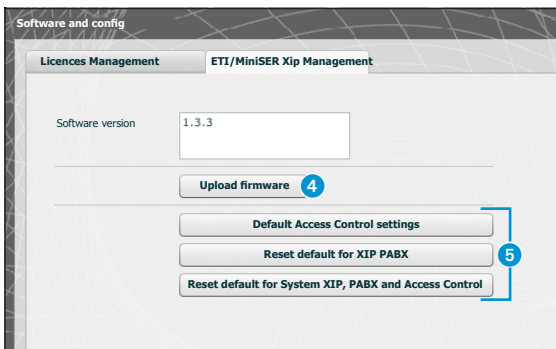 Software and config
Licences Management
ETI/MiniSER Xip Management
Software version
1.3.3
Upload firmware
4
Default Access Control settings
Reset default for XIP PABX
5
Reset default for System XIP, PABX and Access Control